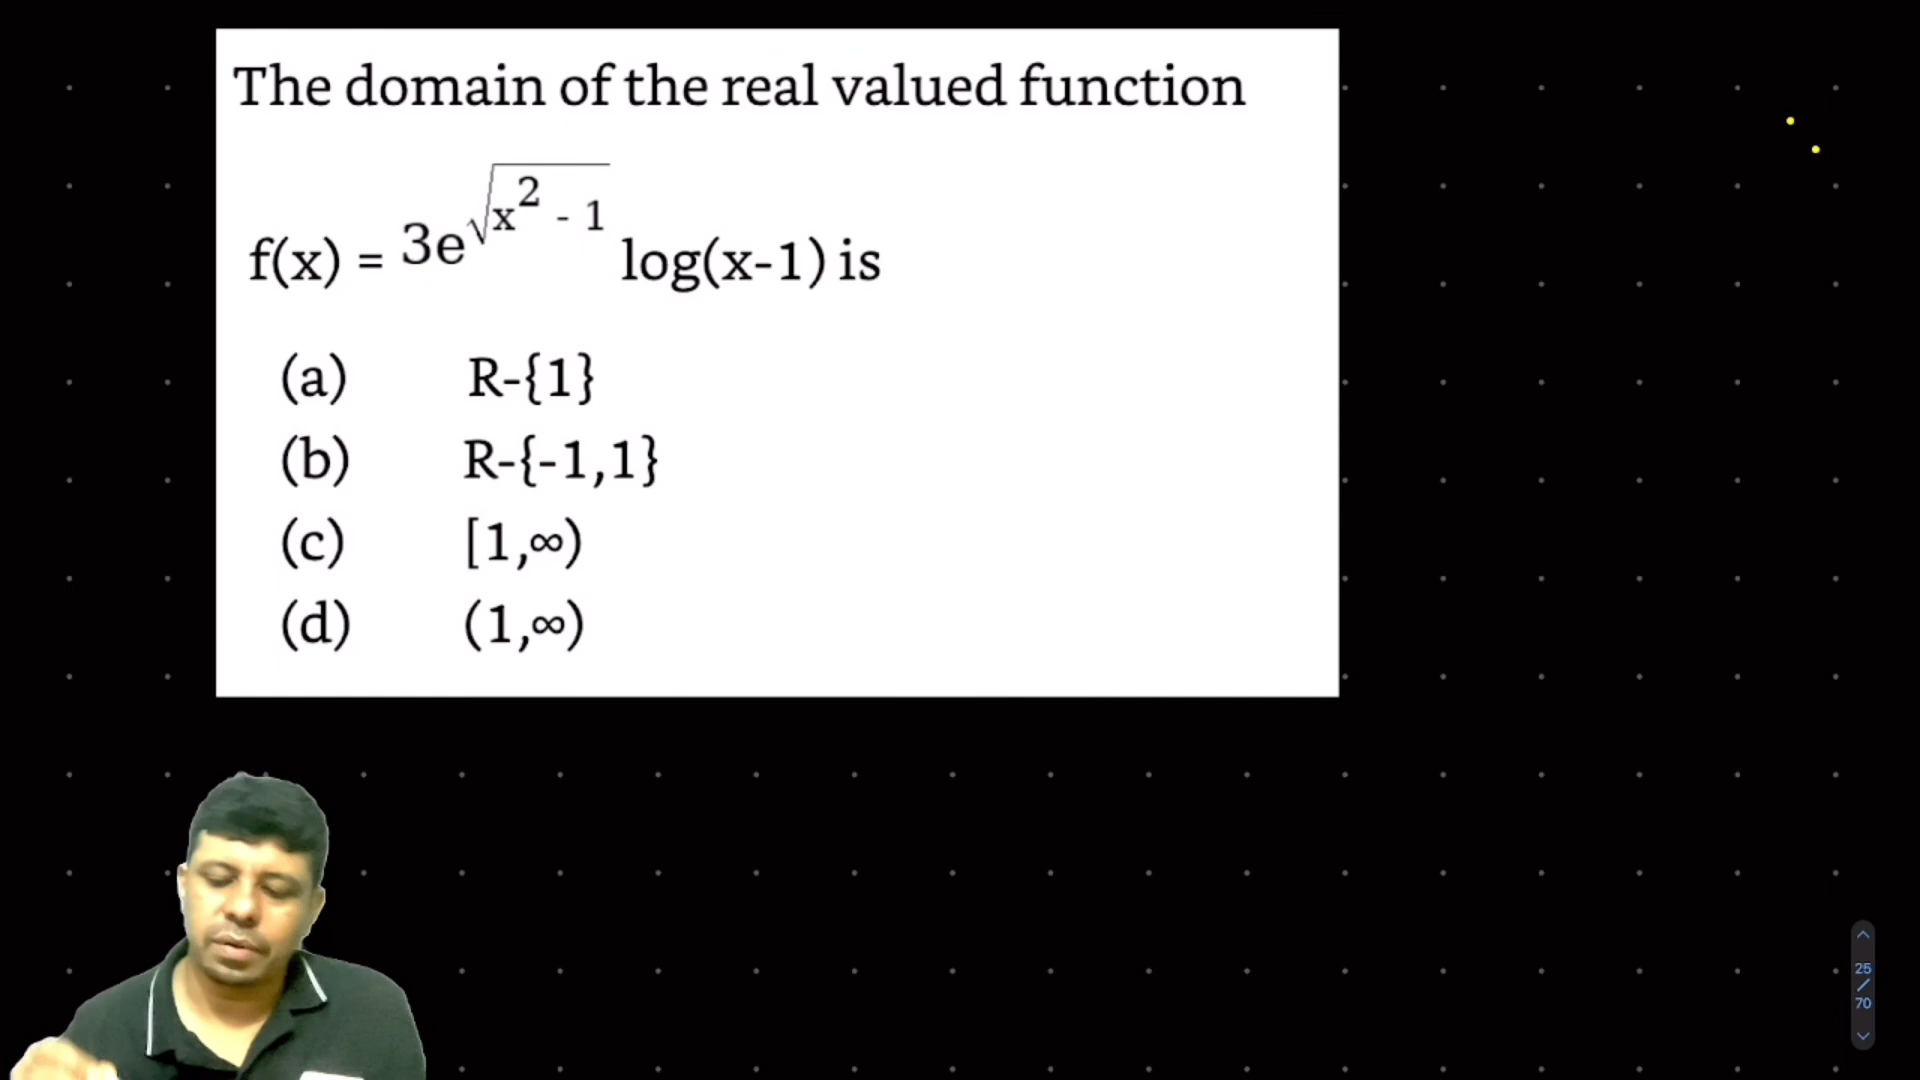 The domain of the real valued function
f(x) = 3e^√(x² - 1) log(x-1) is
(a) R-{1}
(b) R-{-1,1}
(c) [1,∞)
(d) (1,∞)
25
/
70